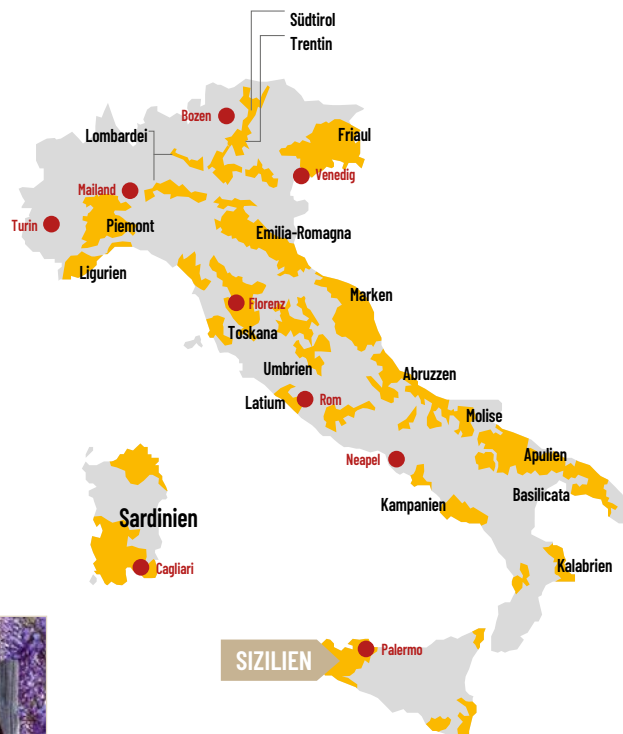 Südtirol
Trentin
Bozen
Lombardei
Friaul
Venedig
Mailand
Turin
Piemont
Emilia-Romagna
Ligurien
Marken
Florenz
Toskana
Umbrien
Abruzzen
Latium
Rom
Molise
Apulien
Neapel
Basilicata
Kampanien
Sardinien
Kalabrien
Cagliari
Palermo
SIZILIEN